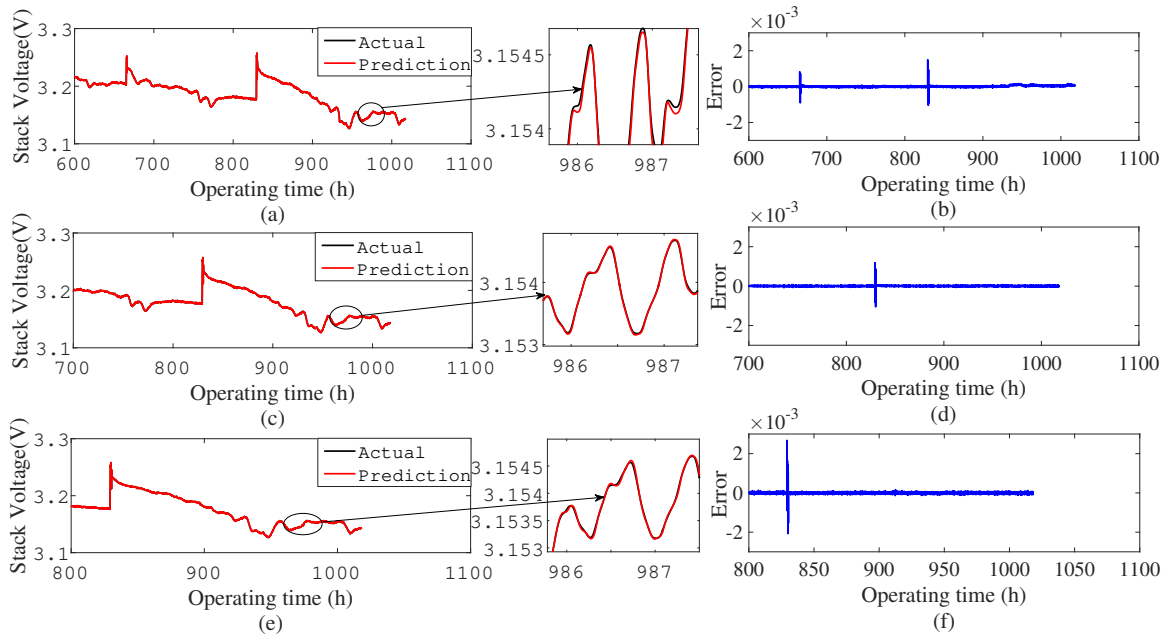 Stack Voltage(V)
3.3
3.2
3.1
600 700 800 900 1000 1100
Operating time (h)
(a)
Actual
Prediction
3.1545
3.154
986 987
×10⁻³
Error
2
0
-2
600 700 800 900 1000 1100
Operating time (h)
(b)
Stack Voltage(V)
3.3
3.2
3.1
700 800 900 1000 1100
Operating time (h)
(c)
Actual
Prediction
3.154
3.153
986 987
×10⁻³
Error
2
0
-2
700 800 900 1000 1100
Operating time (h)
(d)
Stack Voltage(V)
3.3
3.2
3.1
800 900 1000 1100
Operating time (h)
(e)
Actual
Prediction
3.1545
3.154
3.1535
3.153
986 987
×10⁻³
Error
2
0
-2
800 850 900 950 1000 1050 1100
Operating time (h)
(f)